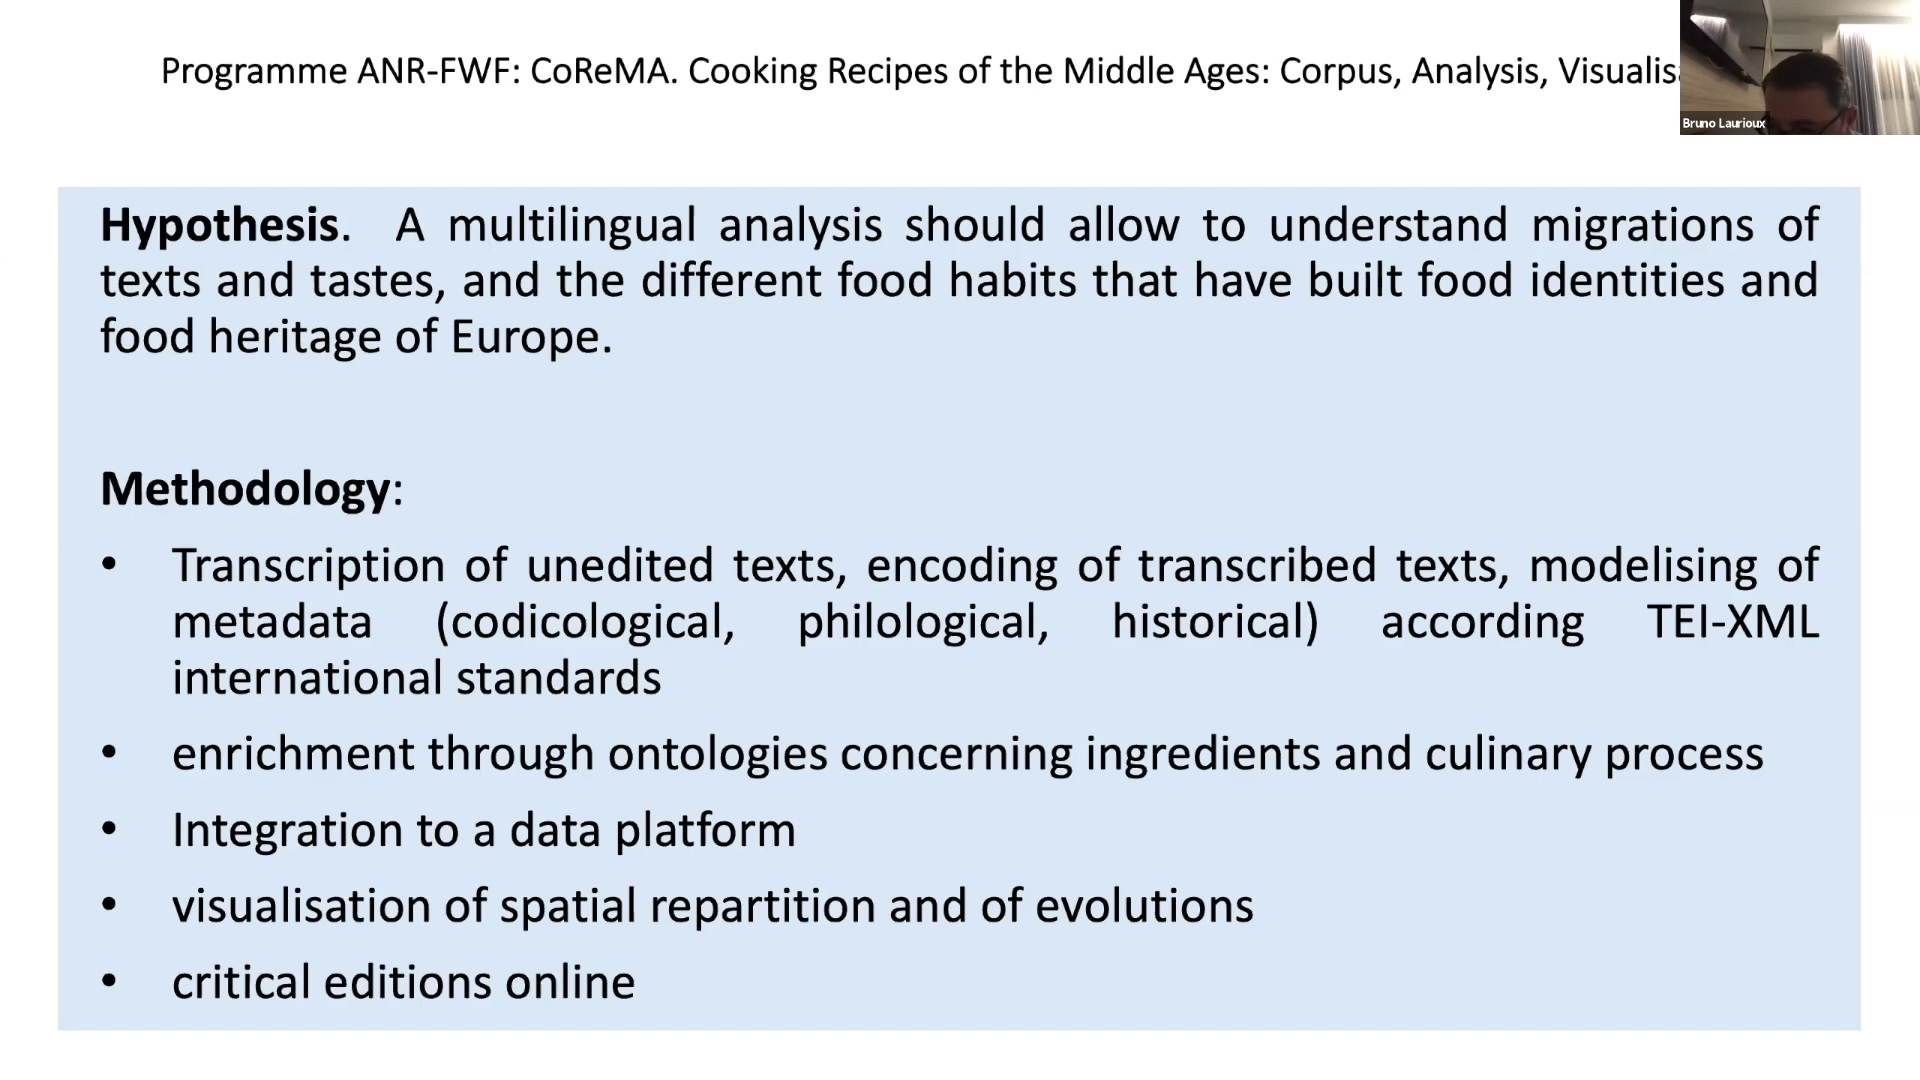 Programme ANR-FWF: CoReMA. Cooking Recipes of the Middle Ages: Corpus, Analysis,
Bruno Laurioux
Hypothesis. A multilingual analysis should allow to understand migrations of
texts and tastes, and the different food habits that have built food identities and
food heritage of Europe.
Methodology:
• Transcription of unedited texts, encoding of transcribed texts, modelising of
metadata (codicological, philological, historical) according TEI-XML
international standards
• enrichment through ontologies concerning ingredients and culinary process
• Integration to a data platform
• visualisation of spatial repartition and of evolutions
• critical editions online